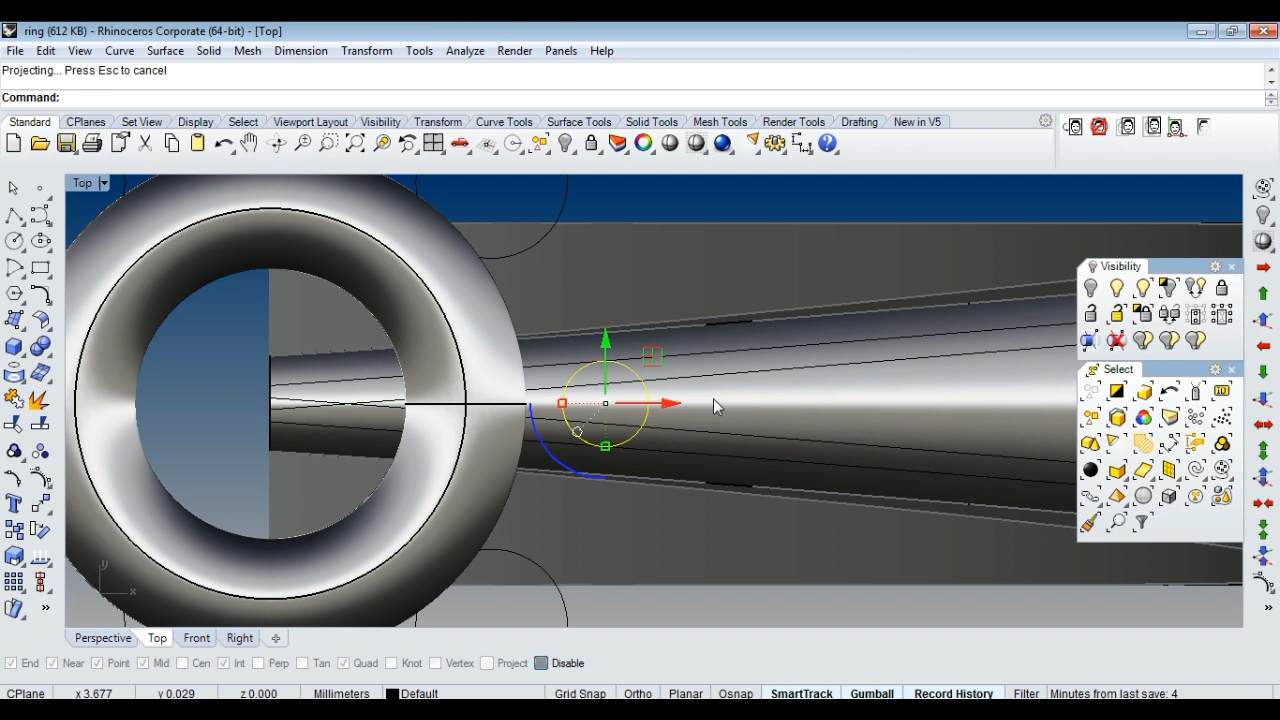 ring (612 KB) - Rhinoceros Corporate (64-bit) - [Top]
File Edit View Curve Surface Solid Mesh Dimension Transform Tools Analyze Render Panels Help
Projecting... Press Esc to cancel
Command:
Standard CPlanes Set View Display Select Viewport Layout Visibility Transform Curve Tools Surface Tools Solid Tools Mesh Tools Render Tools Drafting New in V5
Top
Visibility
Select
y
x
Perspective Top Front Right
End Near Point Mid Cen Int Perp Tan Quad Knot Vertex Project Disable
CPlane x 3.677 y 0.029 z 0.000 Millimeters Default Grid Snap Ortho Planar Osnap SmartTrack Gumball Record History Filter Minutes from last save: 4